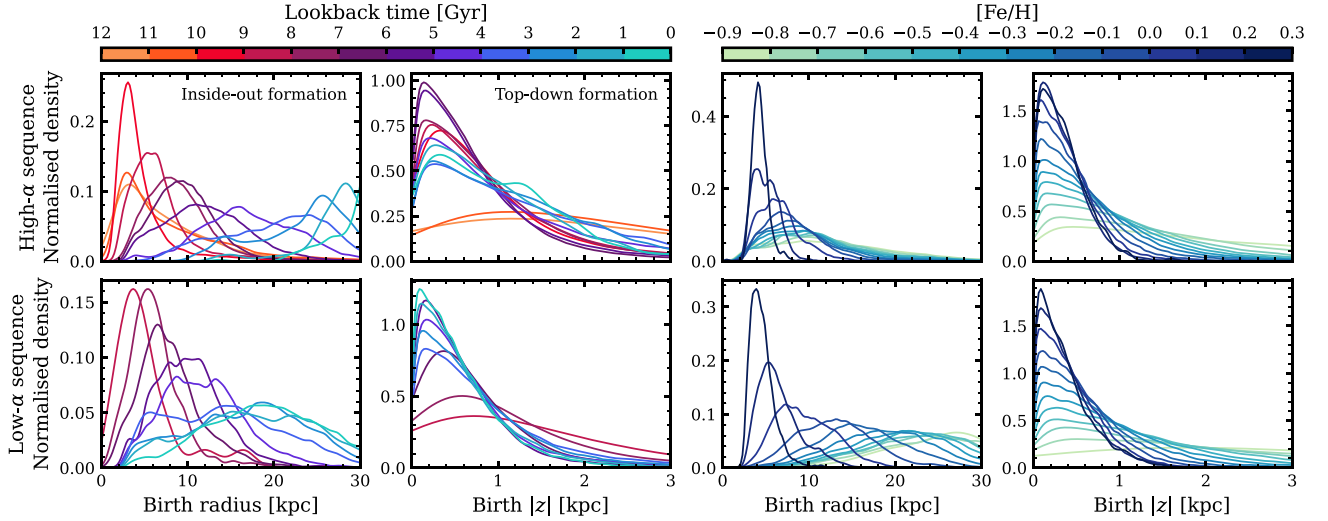 Lookback time [Gyr]
12 11 10 9 8 7 6 5 4 3 2 1 0
[Fe/H]
−0.9 −0.8 −0.7 −0.6 −0.5 −0.4 −0.3 −0.2 −0.1 0.0 0.1 0.2 0.3
High-α sequence
Normalised density
0.2
0.1
0.0
Inside-out formation
1.00
0.75
0.50
0.25
0.00
Top-down formation
0.4
0.2
0.0
1.5
1.0
0.5
0.0
Low-α sequence
Normalised density
0.15
0.10
0.05
0.00
1.0
0.5
0.0
0.3
0.2
0.1
0.0
1.5
1.0
0.5
0.0
0 10 20 30
0 1 2 3
0 10 20 30
0 1 2 3
Birth radius [kpc]
Birth |z| [kpc]
Birth radius [kpc]
Birth |z| [kpc]